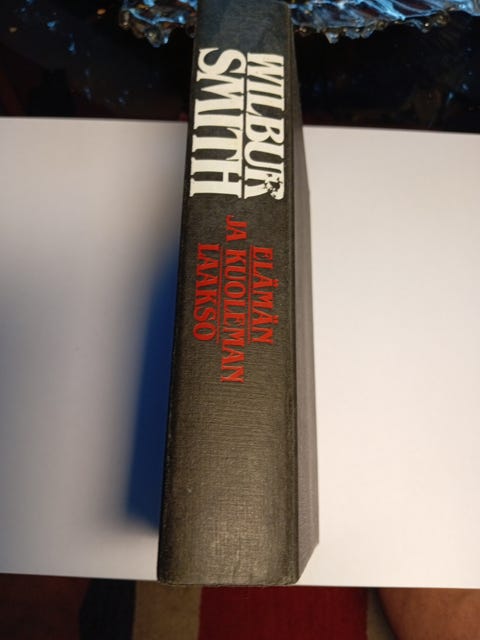 WILBUR
SMITH
ELÄMÄN
JA KUOLEMAN
LAAKSO